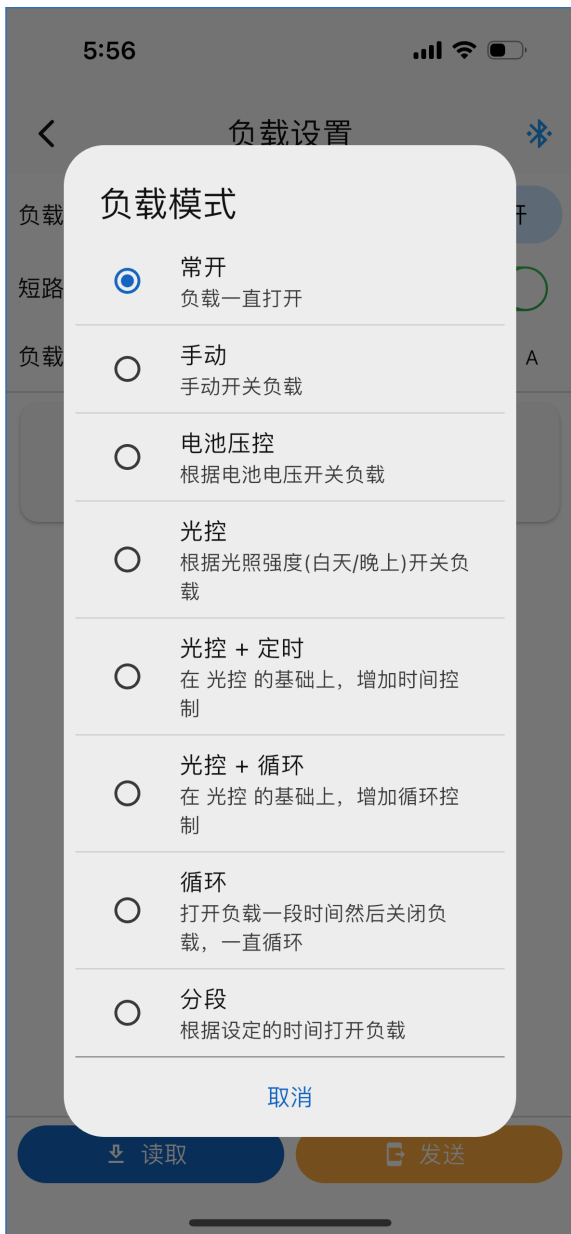 5:56
负载设置
负载
开
短路
负载
A
负载模式
常开
负载一直打开
手动
手动开关负载
电池压控
根据电池电压开关负载
光控
根据光照强度(白天/晚上)开关负
载
光控 + 定时
在 光控 的基础上，增加时间控
制
光控 + 循环
在 光控 的基础上，增加循环控
制
循环
打开负载一段时间然后关闭负
载，一直循环
分段
根据设定的时间打开负载
取消
读取
发送